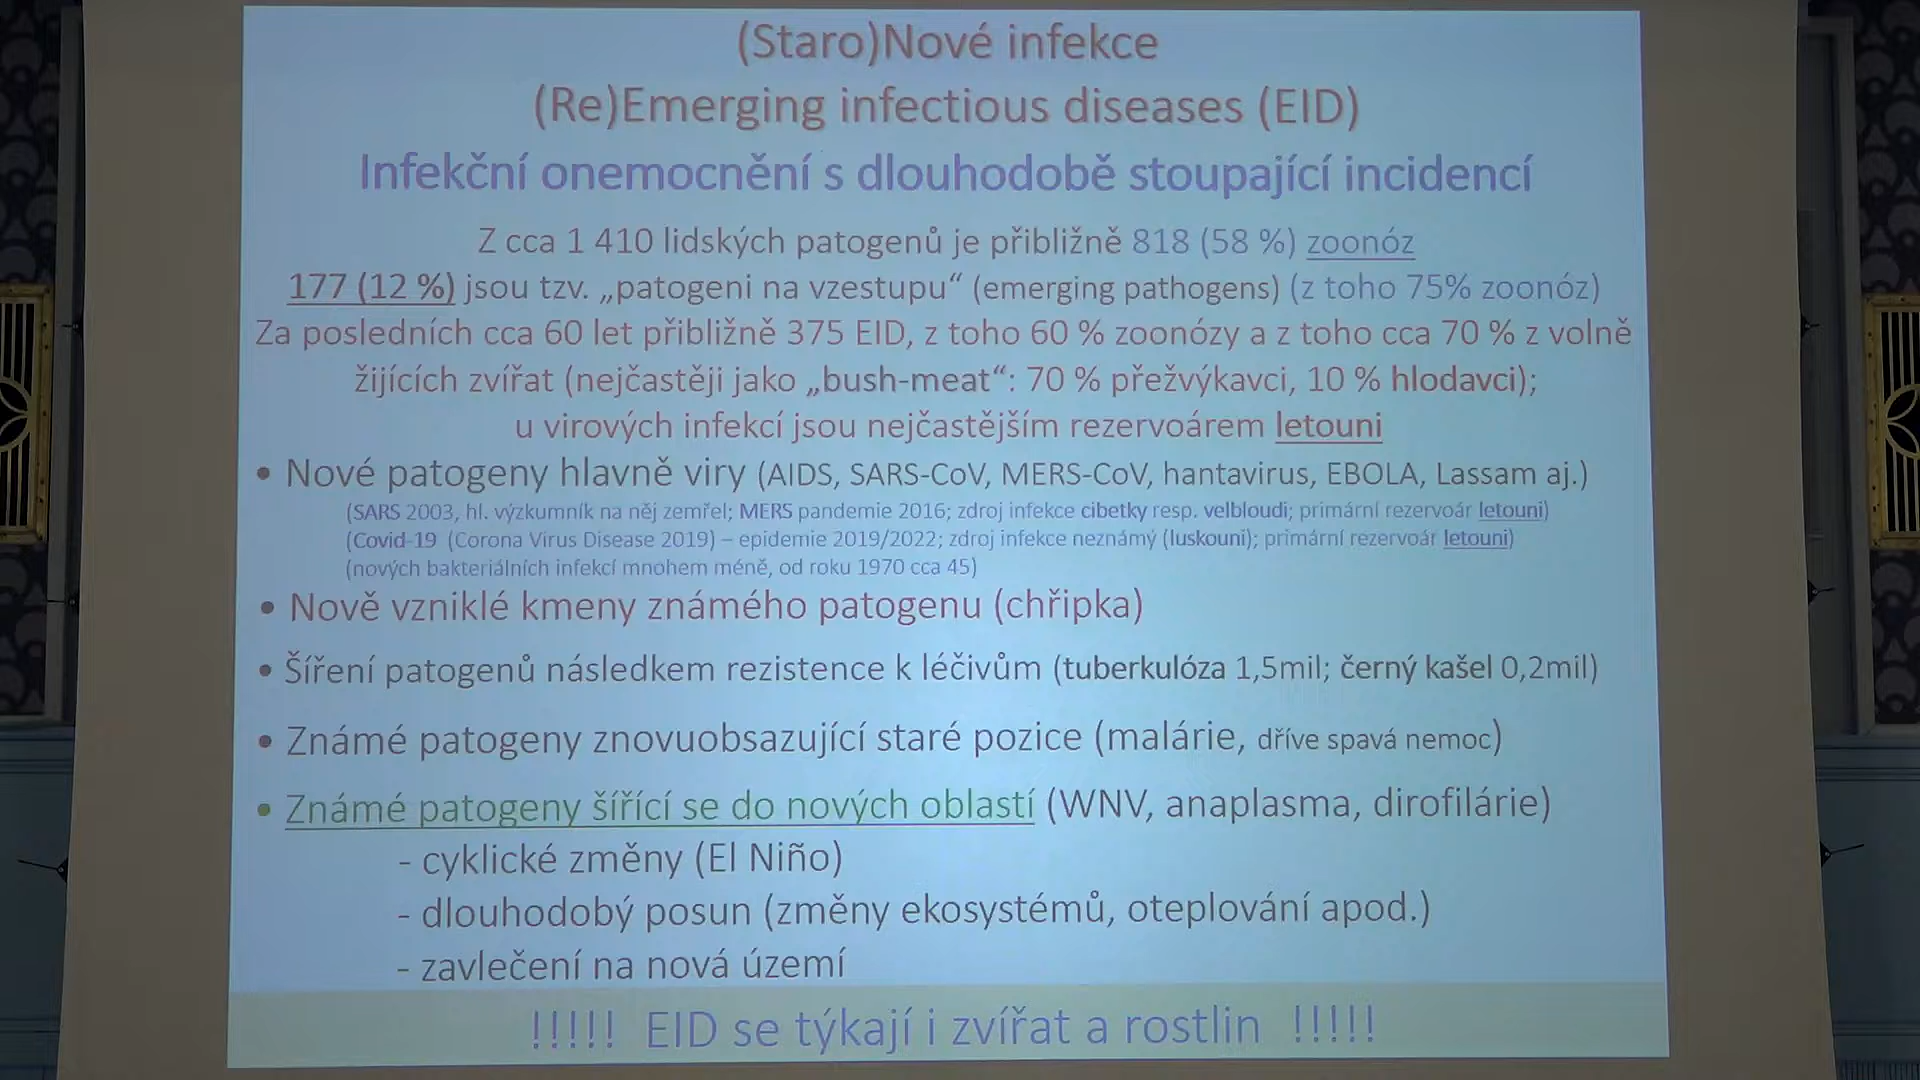 (Staro)Nové infekce
(Re)Emerging infectious diseases (EID)
Infekční onemocnění s dlouhodobě stoupající incidencí
Z cca 1 410 lidských patogenů je přibližně 818 (58 %) zoonóz
177 (12 %) jsou tzv. „patogeni na vzestupu“ (emerging pathogens) (z toho 75% zoonóz)
Za posledních cca 60 let přibližně 375 EID, z toho 60 % zoonózy a z toho cca 70 % z volně
žijících zvířat (nejčastěji jako „bush-meat“: 70 % přežvýkavci, 10 % hlodavci);
u virových infekcí jsou nejčastějším rezervoárem letouni
• Nové patogeny hlavně viry (AIDS, SARS-CoV, MERS-CoV, hantavirus, EBOLA, Lassam aj.)
(SARS 2003, hl. výzkumník na něj zemřel; MERS pandemie 2016; zdroj infekce cibetky resp. velbloudi; primární rezervoár letouni)
(Covid-19 (Corona Virus Disease 2019) – epidemie 2019/2022; zdroj infekce neznámý (luskouni); primární rezervoár letouni)
(nových bakteriálních infekcí mnohem méně, od roku 1970 cca 45)
• Nově vzniklé kmeny známého patogenu (chřipka)
• Šíření patogenů následkem rezistence k léčivům (tuberkulóza 1,5mil; černý kašel 0,2mil)
• Známé patogeny znovuobsazující staré pozice (malárie, dříve spavá nemoc)
• Známé patogeny šířící se do nových oblastí (WNV, anaplasma, dirofilárie)
- cyklické změny (El Niño)
- dlouhodobý posun (změny ekosystémů, oteplování apod.)
- zavlečení na nová území
!!!!! EID se týkají i zvířat a rostlin !!!!!